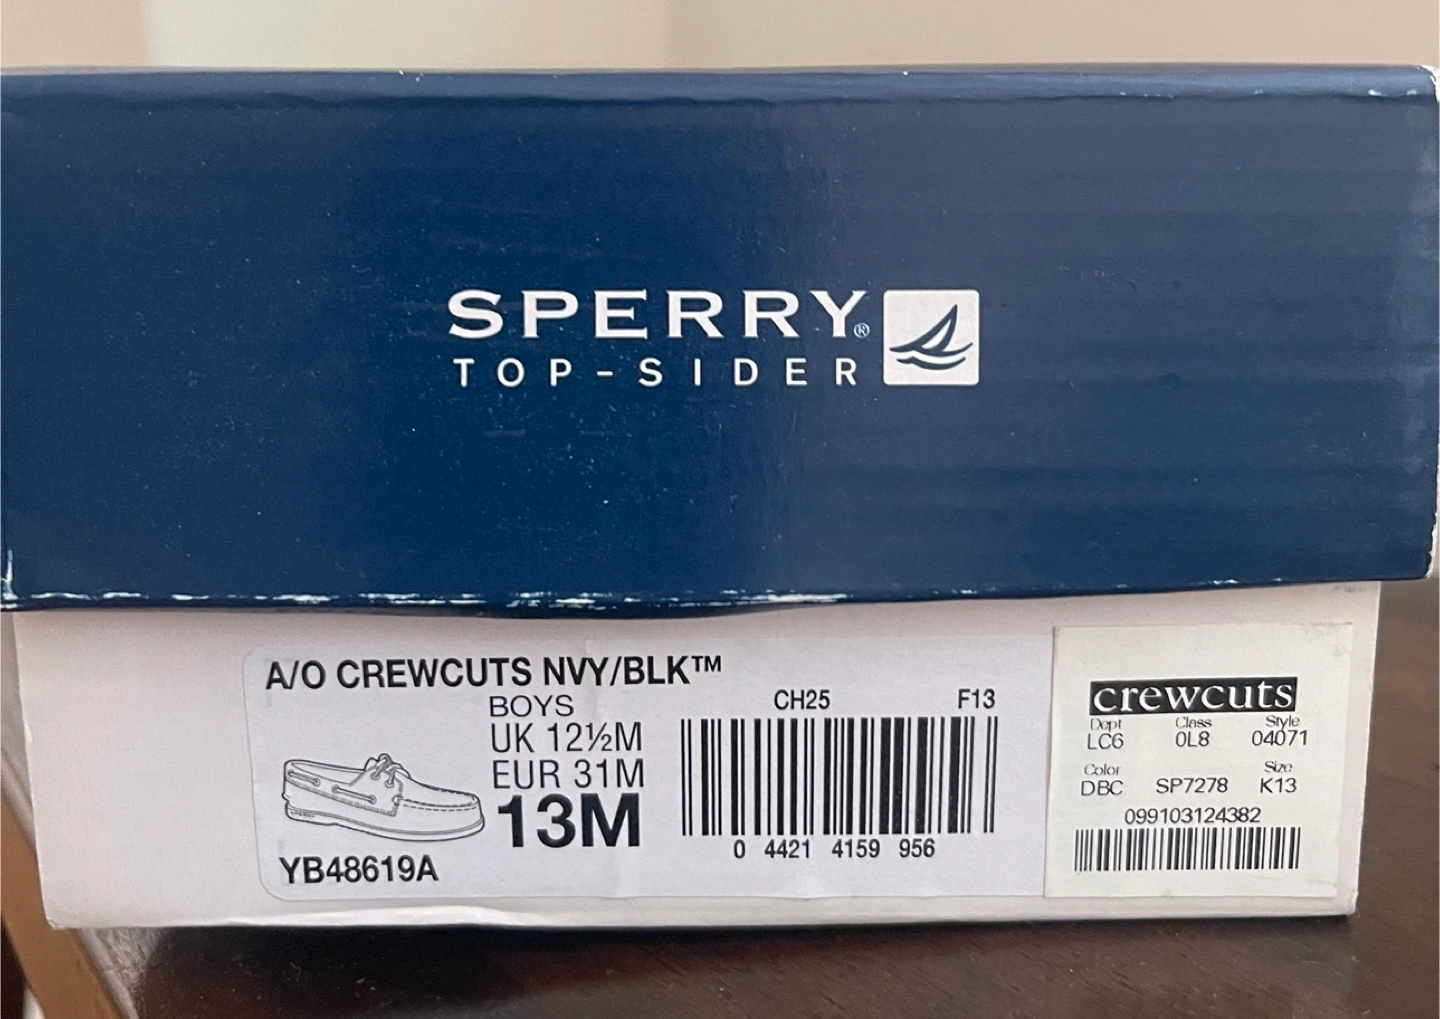 SPERRY®
TOP-SIDER
A/O CREWCUTS NVY/BLK™
BOYS
UK 12½M
EUR 31M
13M
YB48619A
CH25 F13
0 4421 4159 956
crewcuts
Dept Class Style
LC6 0L8 04071
Color Size
DBC SP7278 K13
099103124382